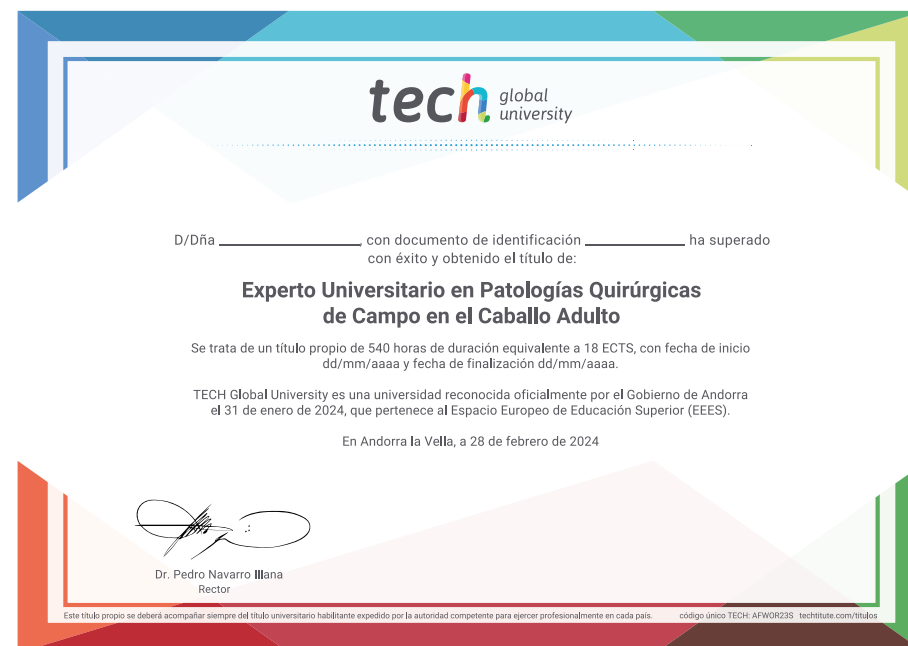 tech global university
D/Dña ____________________, con documento de identificación ______________ ha superado
con éxito y obtenido el título de:
Experto Universitario en Patologías Quirúrgicas
de Campo en el Caballo Adulto
Se trata de un título propio de 540 horas de duración equivalente a 18 ECTS, con fecha de inicio
dd/mm/aaaa y fecha de finalización dd/mm/aaaa.
TECH Global University es una universidad reconocida oficialmente por el Gobierno de Andorra
el 31 de enero de 2024, que pertenece al Espacio Europeo de Educación Superior (EEES).
En Andorra la Vella, a 28 de febrero de 2024
Dr. Pedro Navarro Illana
Rector
Este título propio se deberá acompañar siempre del título universitario habilitante expedido por la autoridad competente para ejercer profesionalmente en cada país. código único TECH: AFWOR23S techtitute.com/titulos